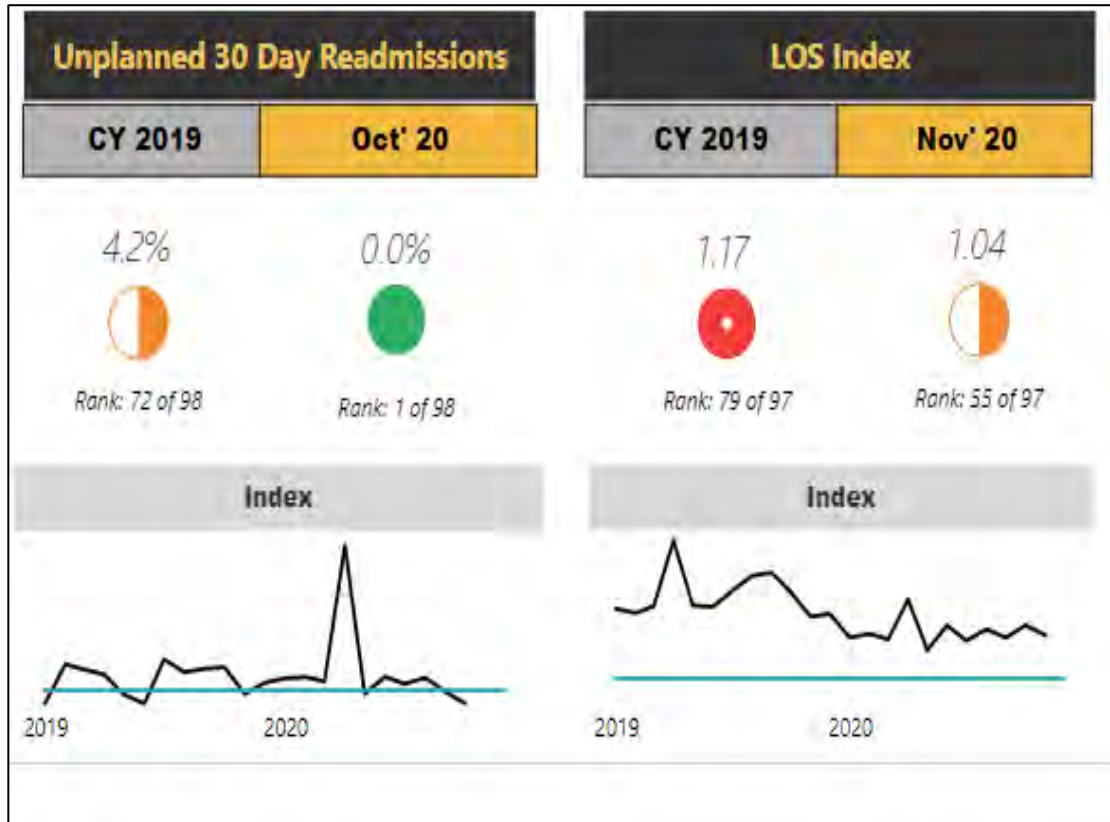 Unplanned 30 Day Readmissions
CY 2019
Oct' 20
4.2%
0.0%
Rank: 72 of 98
Rank: 1 of 98
Index
2019
2020
LOS Index
CY 2019
Nov' 20
1.17
1.04
Rank: 79 of 97
Rank: 55 of 97
Index
2019
2020